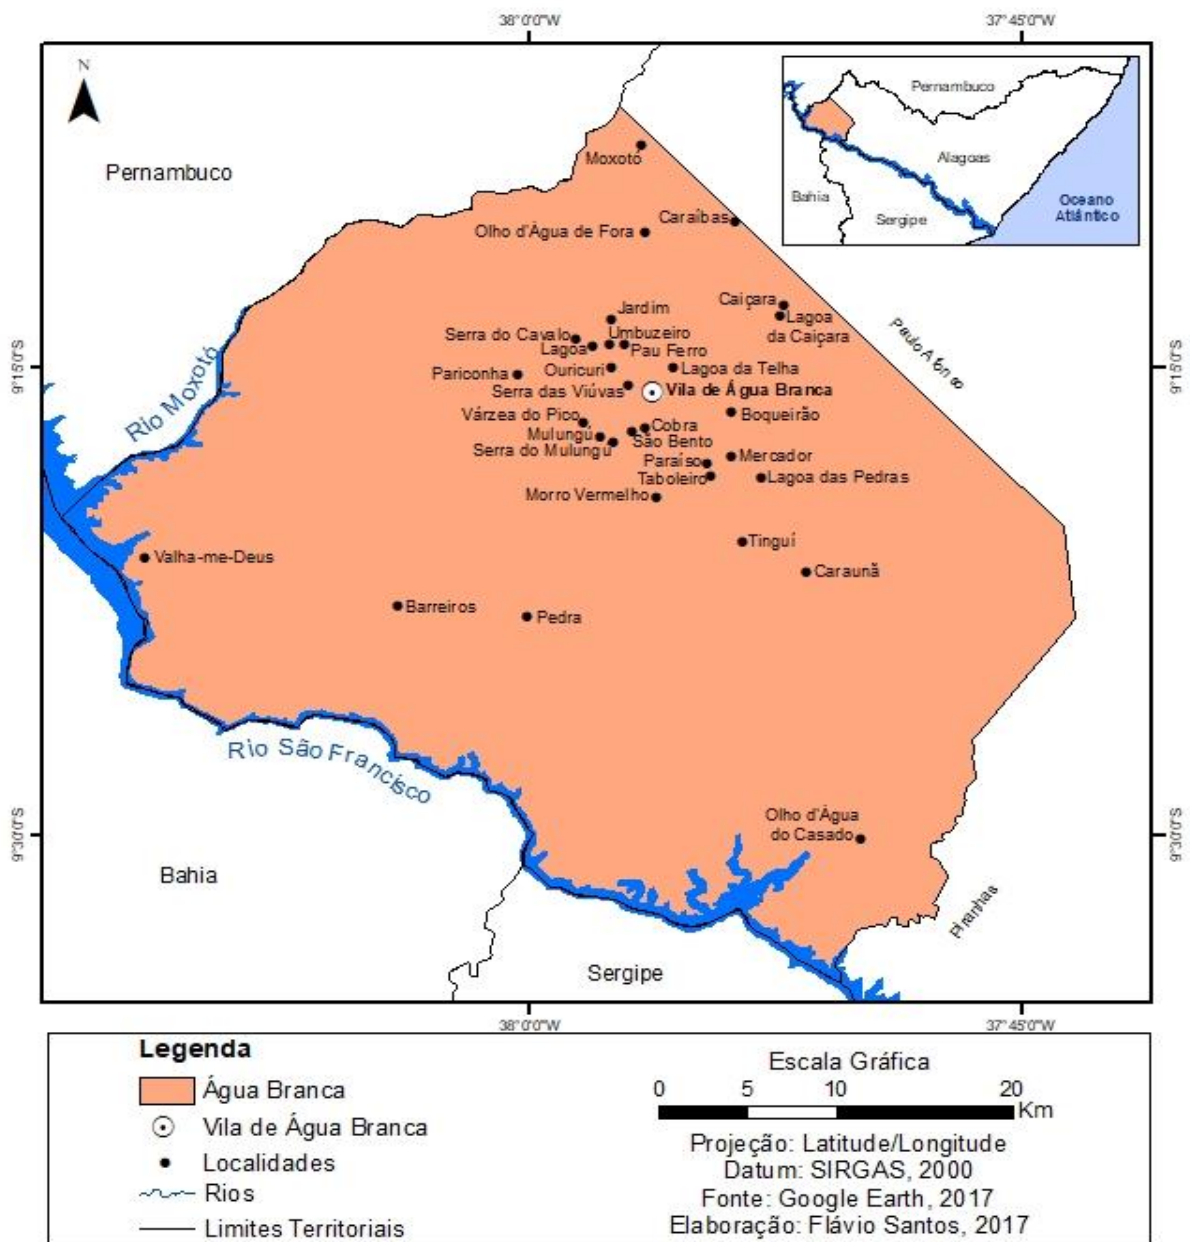 38°0'0"W
37°45'0"W
N
Pernambuco
Pernambuco
Alagoas
Bahia
Sergipe
Oceano
Atlântico
Moxotó
Caraíbas
Olho d'Água de Fora
Paulo Afonso
Caiçara
Lagoa
da Caiçara
Jardim
Serra do Cavalo
Umbuzeiro
Lagoa
Pau Ferro
9°15'0"S
9°15'0"S
Rio Moxotó
Pariconha
Ouricuri
Lagoa da Telha
Serra das Viúvas
Vila de Água Branca
Várzea do Pico
Boqueirão
Mulungú
Cobra
São Bento
Serra do Mulungu
Paraíso
Mercador
Taboleiro
Lagoa das Pedras
Morro Vermelho
Tinguí
Valha-me-Deus
Caraunã
Barreiros
Pedra
Rio São Francisco
Olho d'Água
do Casado
9°30'0"S
9°30'0"S
Bahia
Piranhas
Sergipe
38°0'0"W
37°45'0"W
Legenda
Água Branca
Vila de Água Branca
Localidades
Rios
Limites Territoriais
Escala Gráfica
0 5 10 20
Km
Projeção: Latitude/Longitude
Datum: SIRGAS, 2000
Fonte: Google Earth, 2017
Elaboração: Flávio Santos, 2017